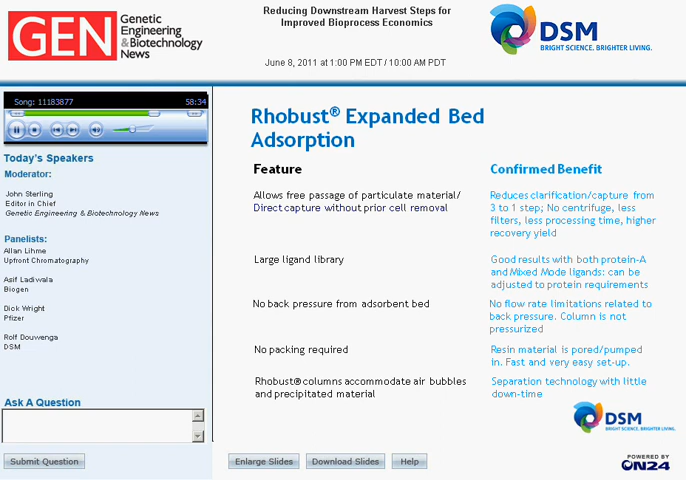 GEN Genetic
Engineering
& Biotechnology
News
Reducing Downstream Harvest Steps for
Improved Bioprocess Economics
June 8, 2011 at 1:00 PM EDT / 10:00 AM PDT
DSM
BRIGHT SCIENCE. BRIGHTER LIVING.
Song: 11183877 58:34
Today's Speakers
Moderator:
John Sterling
Editor in Chief
Genetic Engineering & Biotechnology News
Panelists:
Allan Lihme
Upfront Chromatography
Asif Ladiwala
Biogen
Dick Wright
Pfizer
Rolf Douwenga
DSM
Ask A Question
Submit Question
Rhobust® Expanded Bed
Adsorption
Feature Confirmed Benefit
Allows free passage of particulate material/
Direct capture without prior cell removal
Reduces clarification/capture from
3 to 1 step; No centrifuge, less
filters, less processing time, higher
recovery yield
Large ligand library
Good results with both protein-A
and Mixed Mode ligands: can be
adjusted to protein requirements
No back pressure from adsorbent bed
No flow rate limitations related to
back pressure. Column is not
pressurized
No packing required
Resin material is pored/pumped
in. Fast and very easy set-up.
Rhobust® columns accommodate air bubbles
and precipitated material
Separation technology with little
down-time
DSM
BRIGHT SCIENCE. BRIGHTER LIVING.
Enlarge Slides Download Slides Help
POWERED BY
ON24